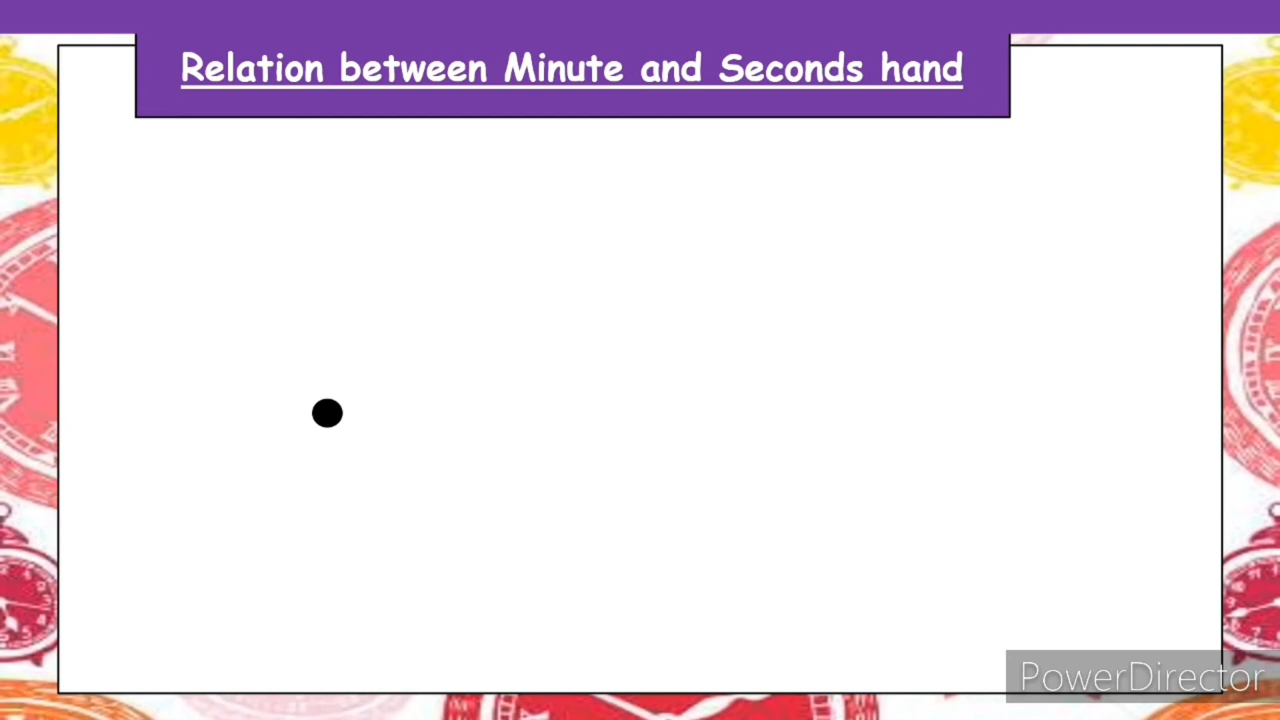 Relation between Minute and Seconds hand
PowerDirector